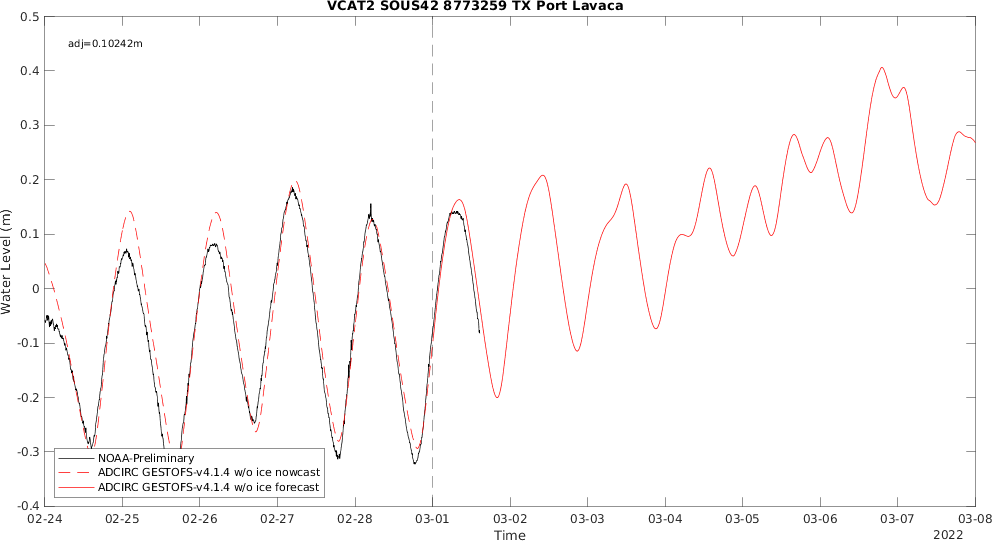 VCAT2 SOUS42 8773259 TX Port Lavaca
adj=0.10242m
0.5
0.4
0.3
0.2
0.1
0
-0.1
-0.2
-0.3
-0.4
Water Level (m)
NOAA-Preliminary
ADCIRC GESTOFS-v4.1.4 w/o ice nowcast
ADCIRC GESTOFS-v4.1.4 w/o ice forecast
02-24 02-25 02-26 02-27 02-28 03-01 03-02 03-03 03-04 03-05 03-06 03-07 03-08
Time
2022